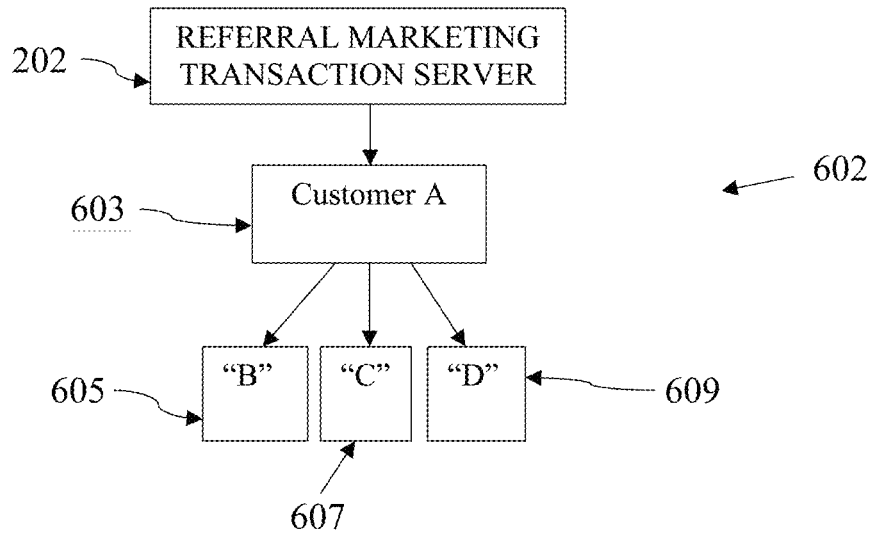 REFERRAL MARKETING
TRANSACTION SERVER
202
602
Customer A
603
“B”
“C”
“D”
605
609
607